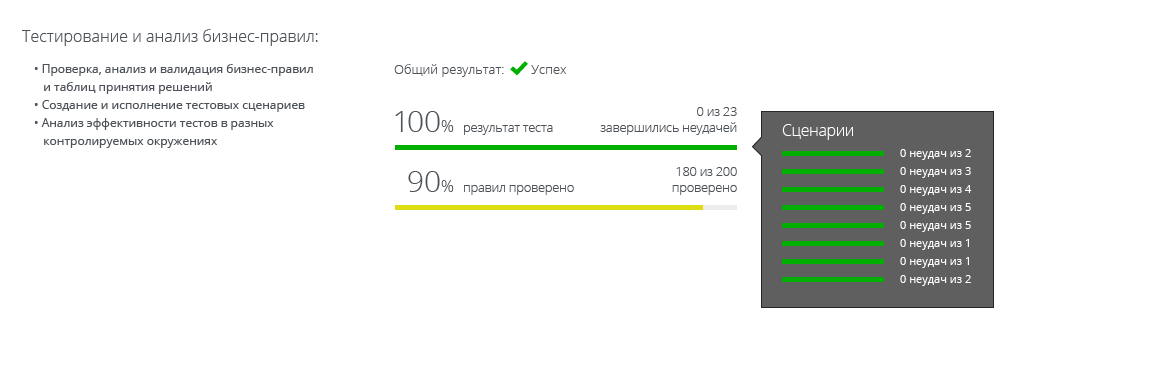 Тестирование и анализ бизнес-правил:
• Проверка, анализ и валидация бизнес-правил
и таблиц принятия решений
• Создание и исполнение тестовых сценариев
• Анализ эффективности тестов в разных
контролируемых окружениях
Общий результат: Успех
100% результат теста
0 из 23
завершились неудачей
90% правил проверено
180 из 200
проверено
Сценарии
0 неудач из 2
0 неудач из 3
0 неудач из 4
0 неудач из 5
0 неудач из 5
0 неудач из 1
0 неудач из 1
0 неудач из 2